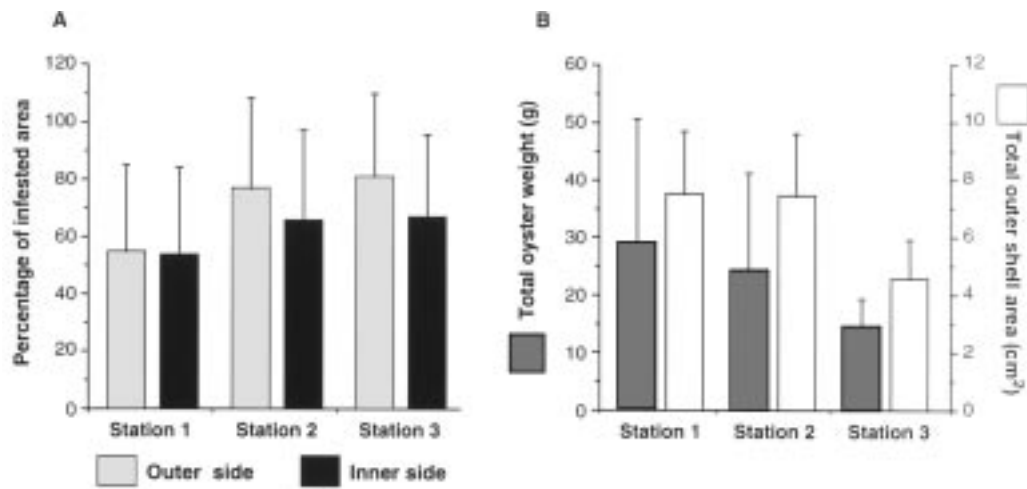 A
120
100
80
60
40
20
0
Percentage of infested area
Station 1
Station 2
Station 3
Outer side
Inner side
B
60
50
40
30
20
10
0
Total oyster weight (g)
12
10
8
6
4
2
0
Total outer shell area (cm²)
Station 1
Station 2
Station 3